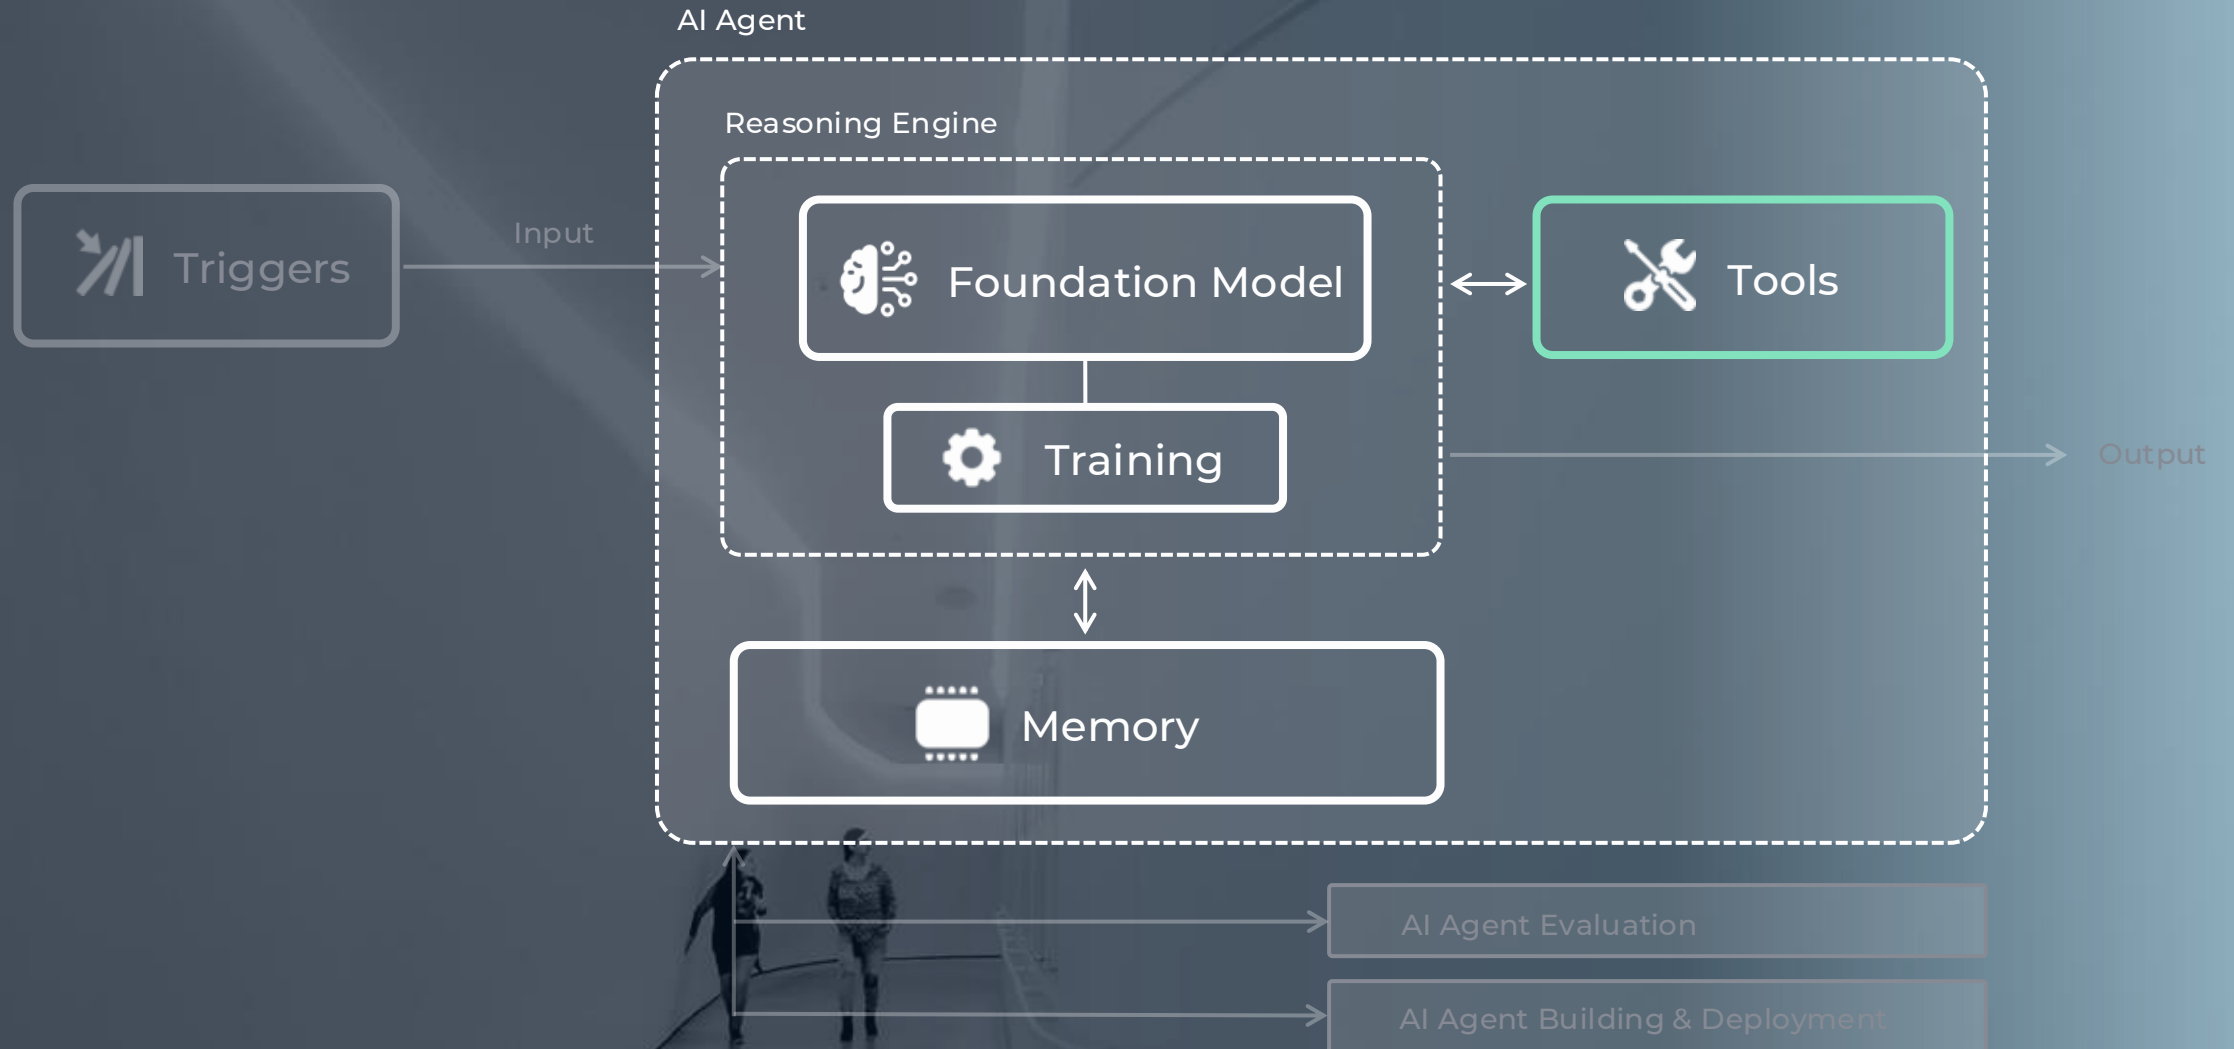 AI Agent
Reasoning Engine
Triggers
Input
Foundation Model
Tools
Training
Output
Memory
AI Agent Evaluation
AI Agent Building & Deployment